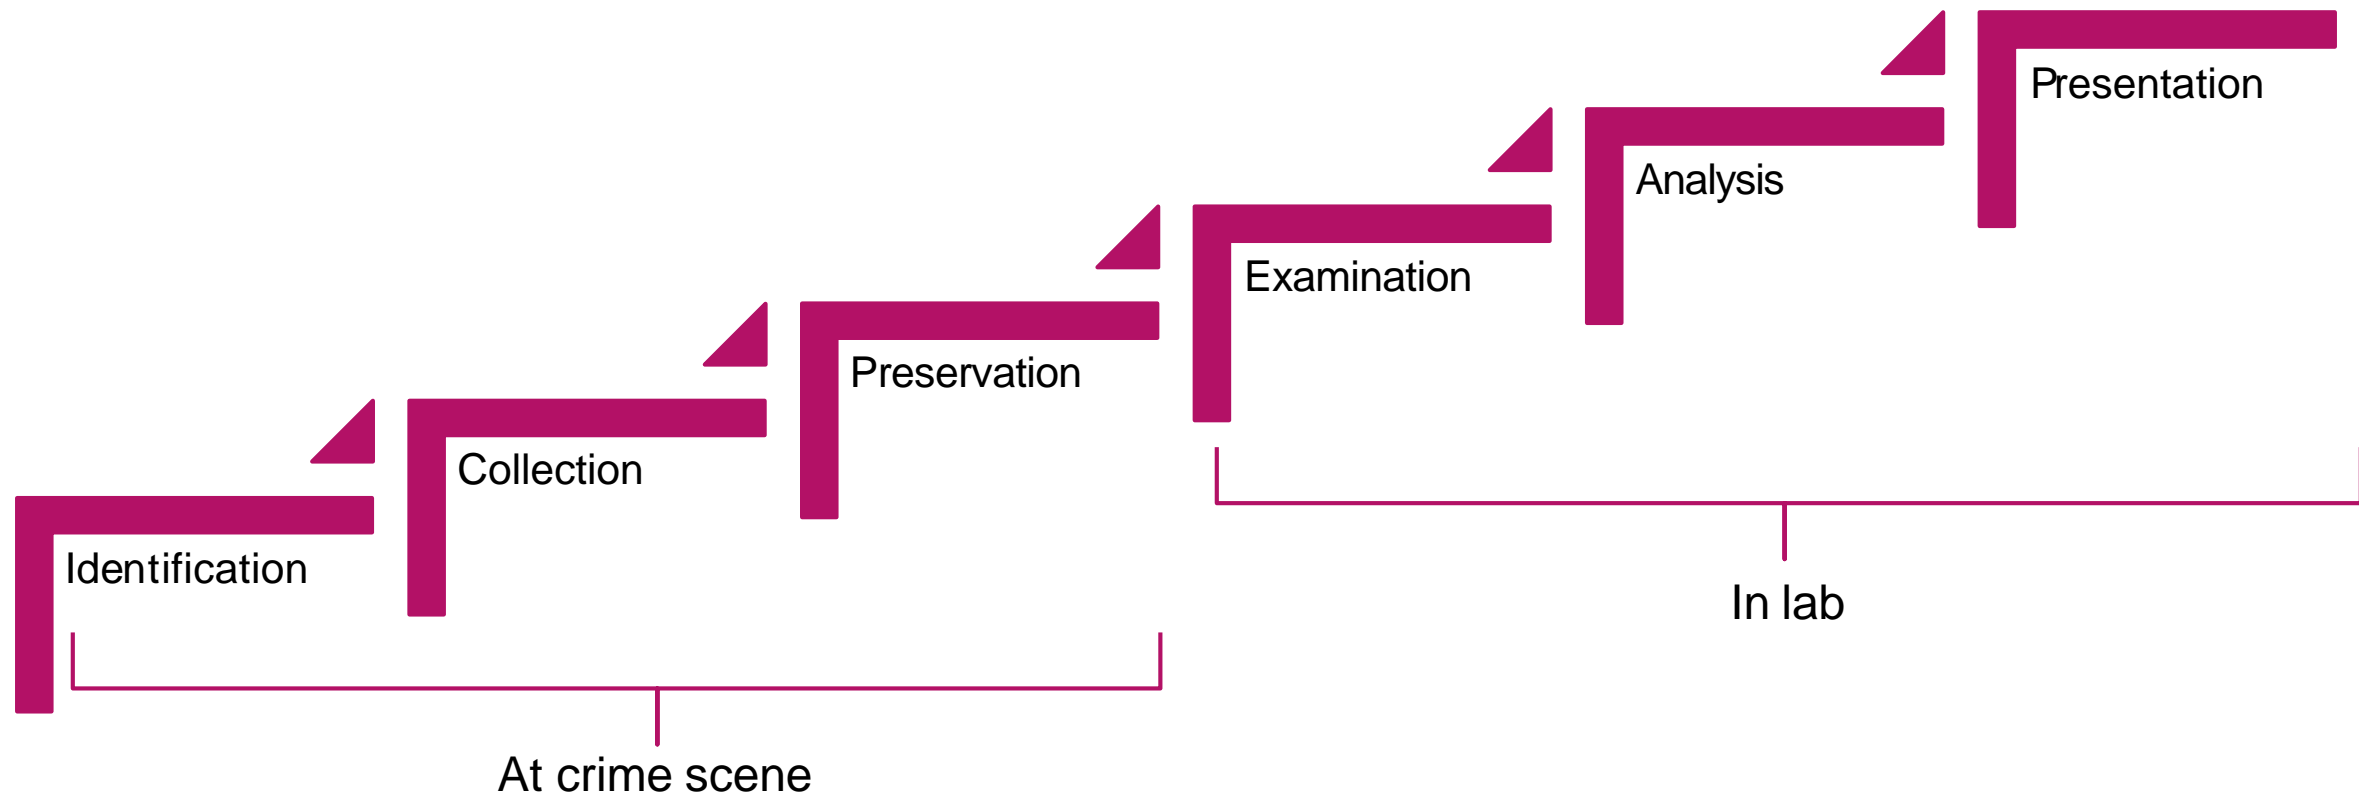 Presentation
Analysis
Examination
Preservation
Collection
Identification
In lab
At crime scene